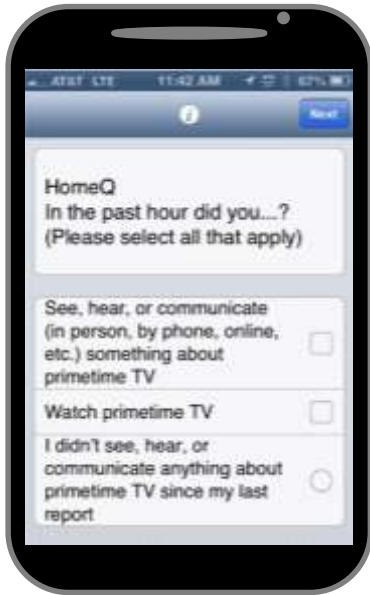 AT&T LTE 11:42 AM 67%
Next
HomeQ
In the past hour did you...?
(Please select all that apply)
See, hear, or communicate
(in person, by phone, online,
etc.) something about
primetime TV
Watch primetime TV
I didn't see, hear, or
communicate anything about
primetime TV since my last
report